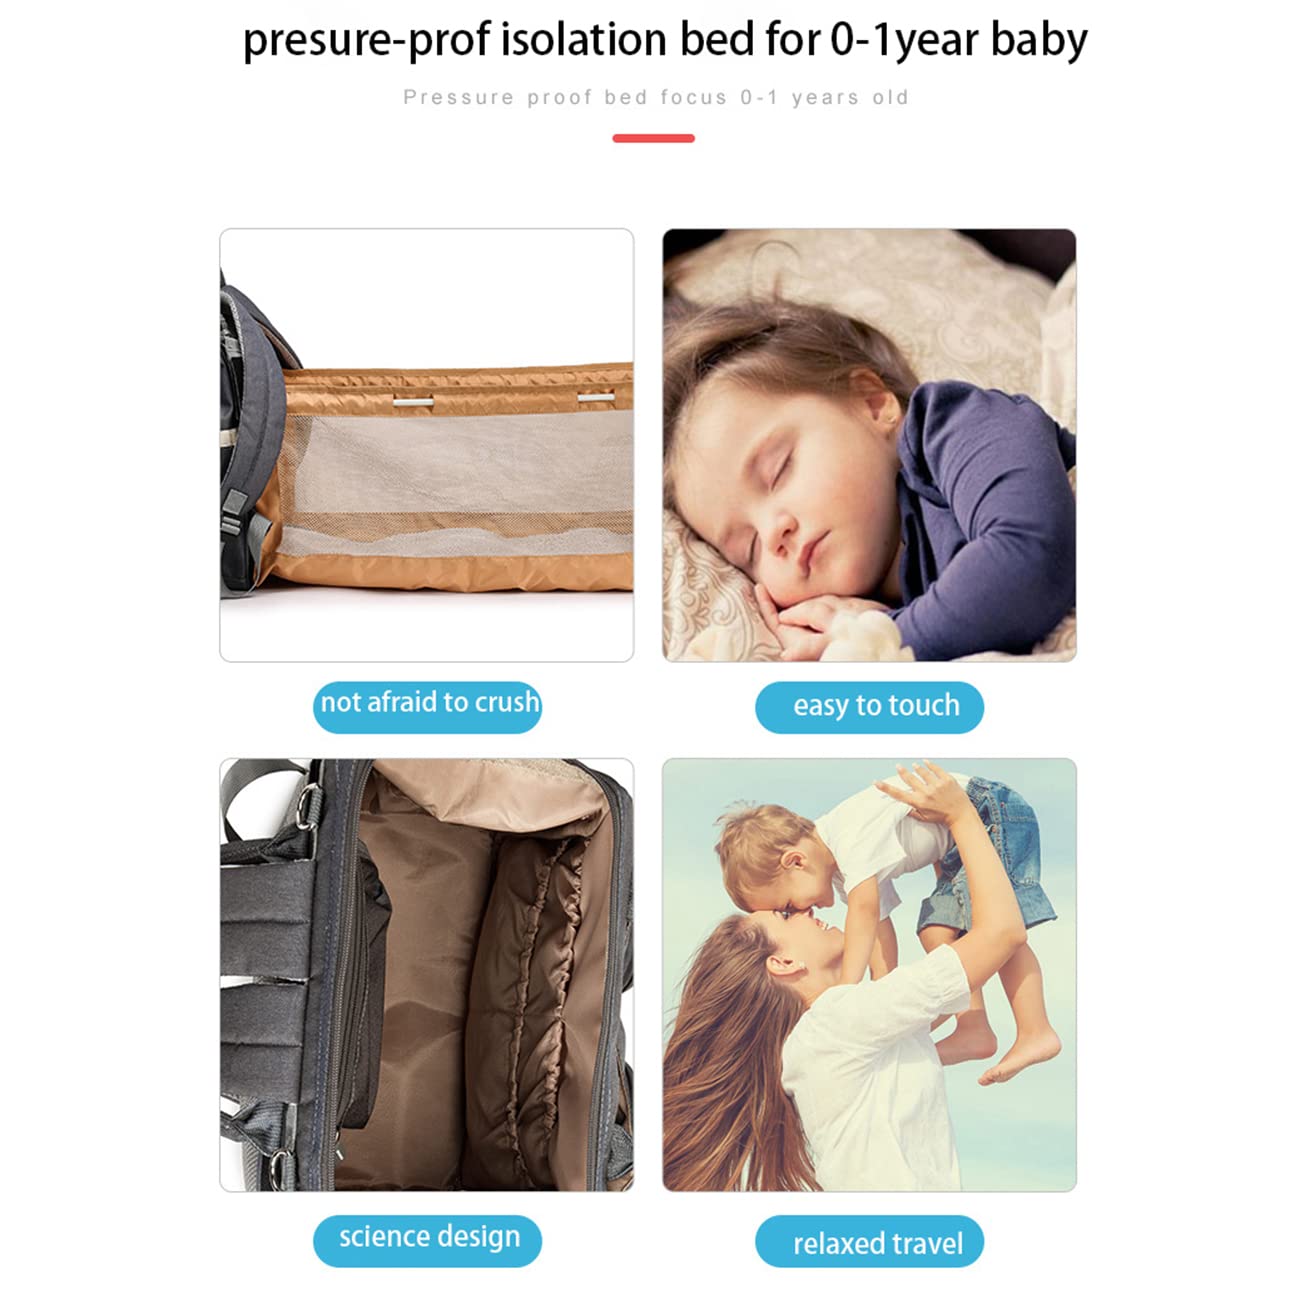 presure-prof isolation bed for 0-1year baby
Pressure proof bed focus 0-1 years old
not afraid to crush
easy to touch
science design
relaxed travel